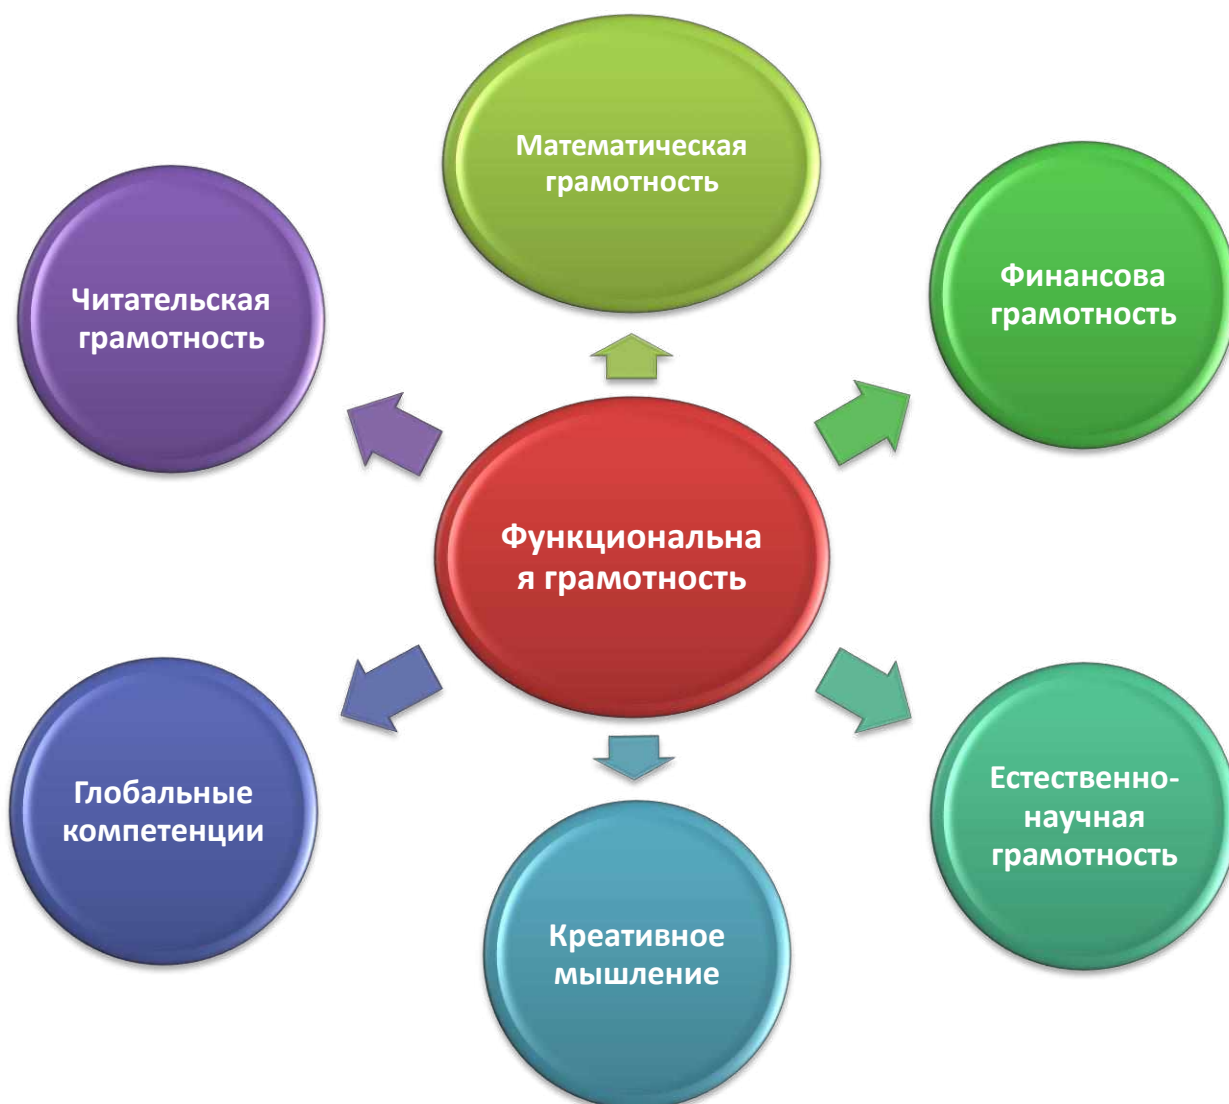 Математическая
грамотность
Финансова
грамотность
Читательская
грамотность
Функциональна
я грамотность
Глобальные
компетенции
Естественно-
научная
грамотность
Креативное
мышление